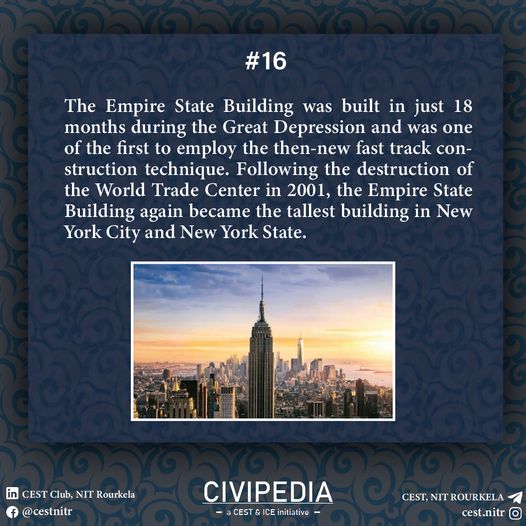 #16
The Empire State Building was built in just 18
months during the Great Depression and was one
of the first to employ the then-new fast track con-
struction technique. Following the destruction of
the World Trade Center in 2001, the Empire State
Building again became the tallest building in New
York City and New York State.
CEST Club, NIT Rourkela
@cestnitr
CIVIPEDIA
a CEST & ICE initiative
CEST, NIT ROURKELA
cest.nitr